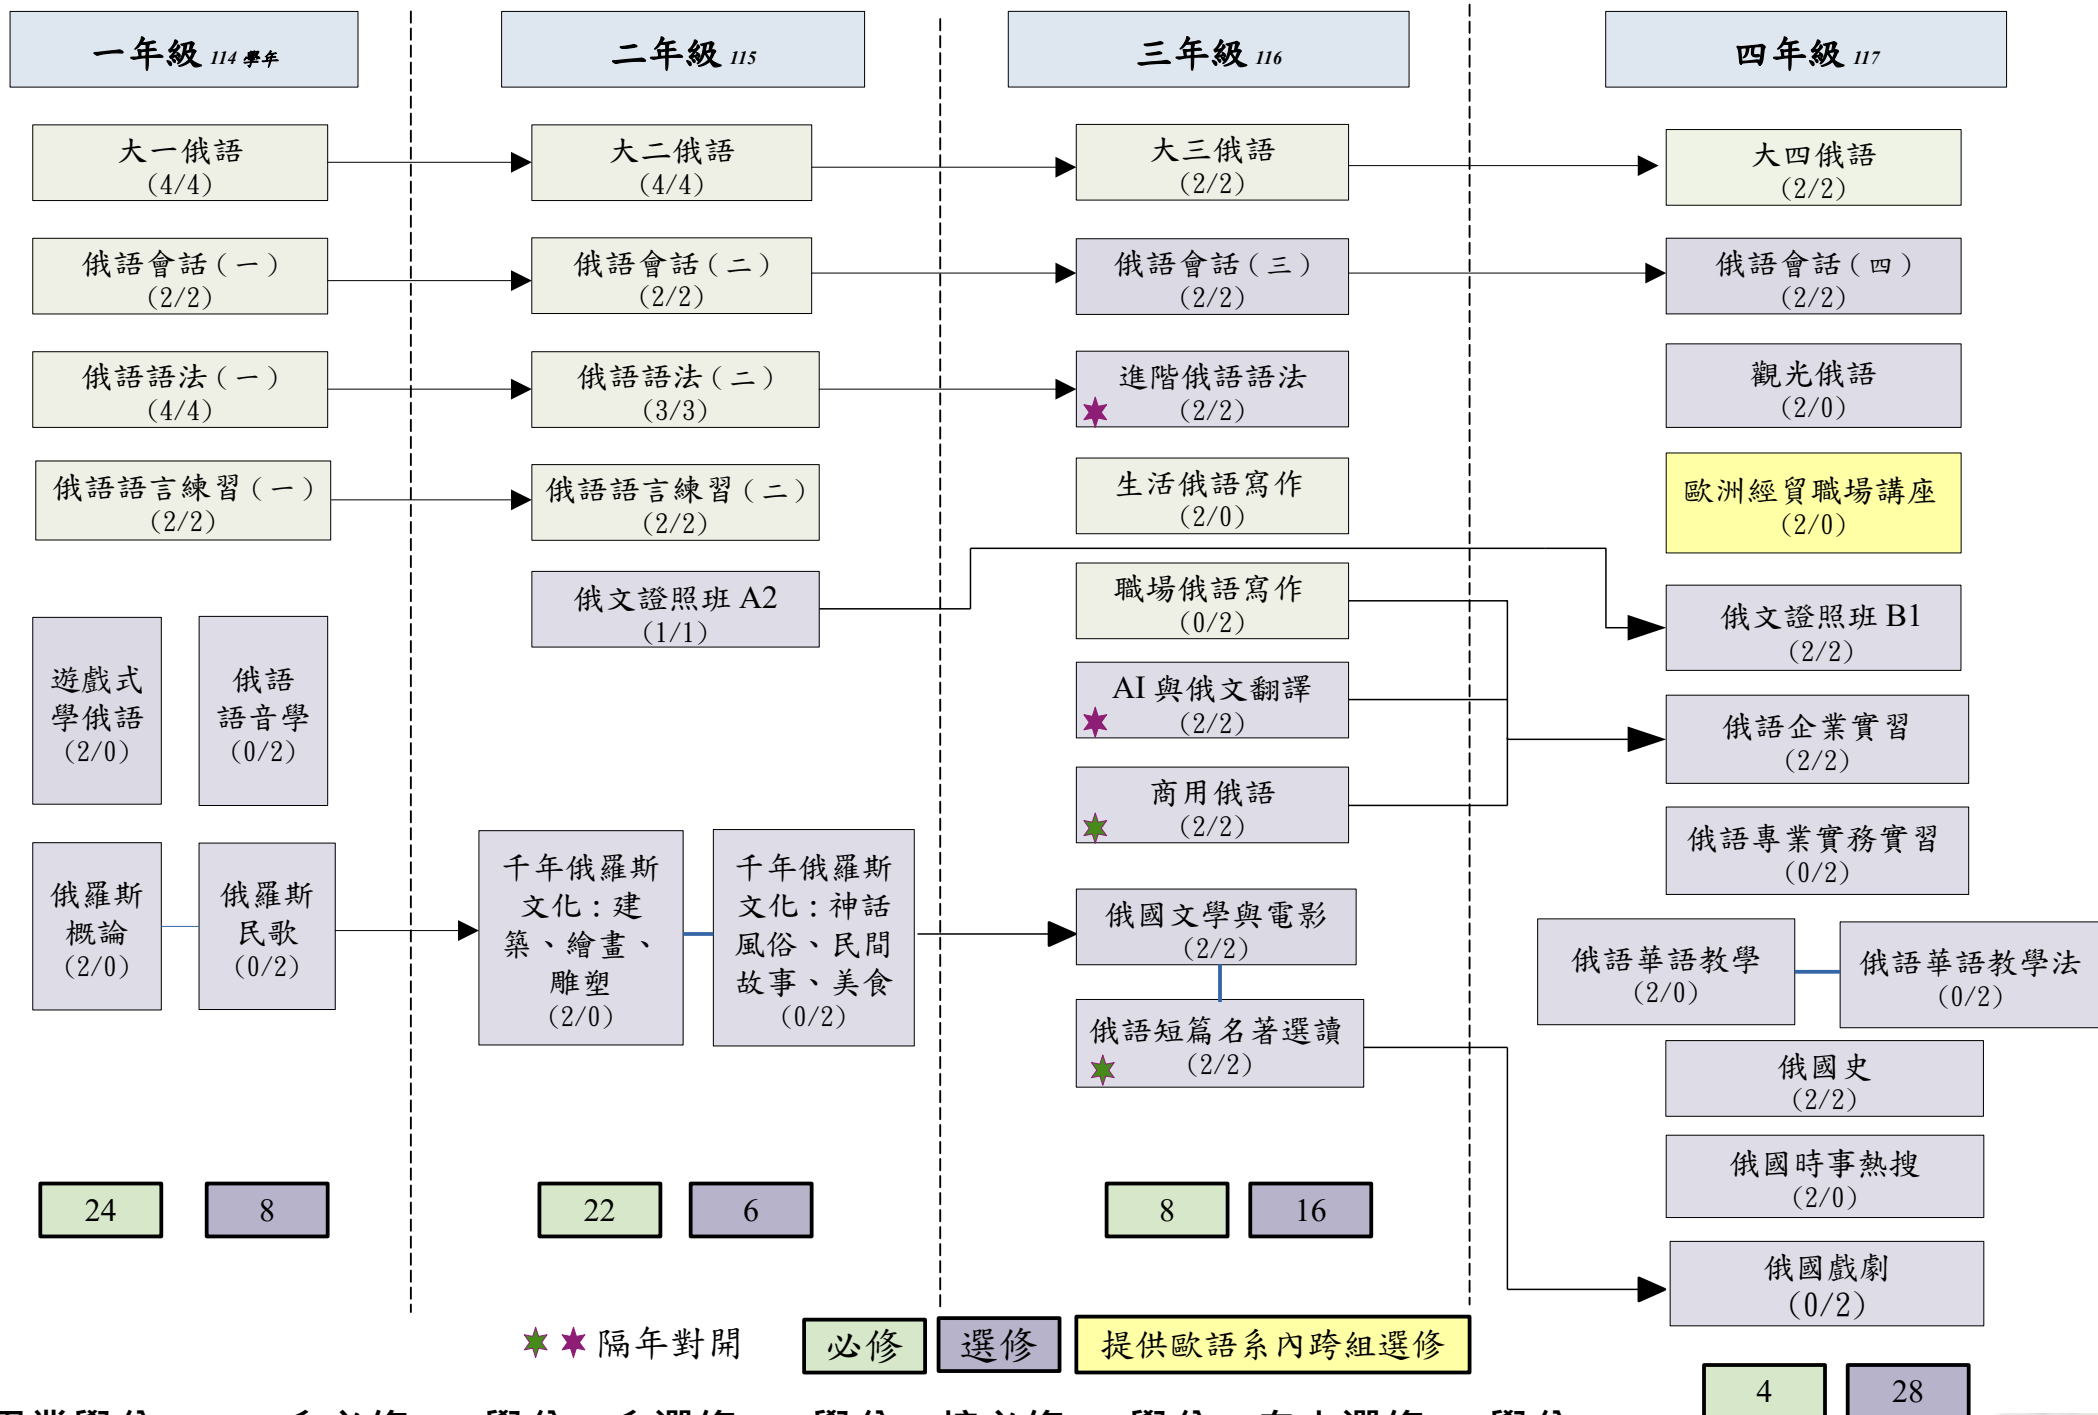 一年級 114 學年
二年級 115
三年級 116
四年級 117
大一俄語
(4/4)
大二俄語
(4/4)
大三俄語
(2/2)
大四俄語
(2/2)
俄語會話(一)
(2/2)
俄語會話(二)
(2/2)
俄語會話(三)
(2/2)
俄語會話(四)
(2/2)
俄語語法(一)
(4/4)
俄語語法(二)
(3/3)
進階俄語語法
(2/2)
觀光俄語
(2/0)
俄語語言練習(一)
(2/2)
俄語語言練習(二)
(2/2)
生活俄語寫作
(2/0)
歐洲經貿職場講座
(2/0)
俄文證照班 A2
(1/1)
職場俄語寫作
(0/2)
俄文證照班 B1
(2/2)
遊戲式
學俄語
(2/0)
俄語
語音學
(0/2)
AI 與俄文翻譯
(2/2)
俄語企業實習
(2/2)
商用俄語
(2/2)
俄語專業實務實習
(0/2)
俄羅斯
概論
(2/0)
俄羅斯
民歌
(0/2)
千年俄羅斯
文化：建
築、繪畫、
雕塑
(2/0)
千年俄羅斯
文化：神話
風俗、民間
故事、美食
(0/2)
俄國文學與電影
(2/2)
俄語華語教學
(2/0)
俄語華語教學法
(0/2)
俄語短篇名著選讀
(2/2)
俄國史
(2/2)
俄國時事熱搜
(2/0)
俄國戲劇
(0/2)
24
8
22
6
8
16
隔年對開
必修
選修
提供歐語系內跨組選修
4
28